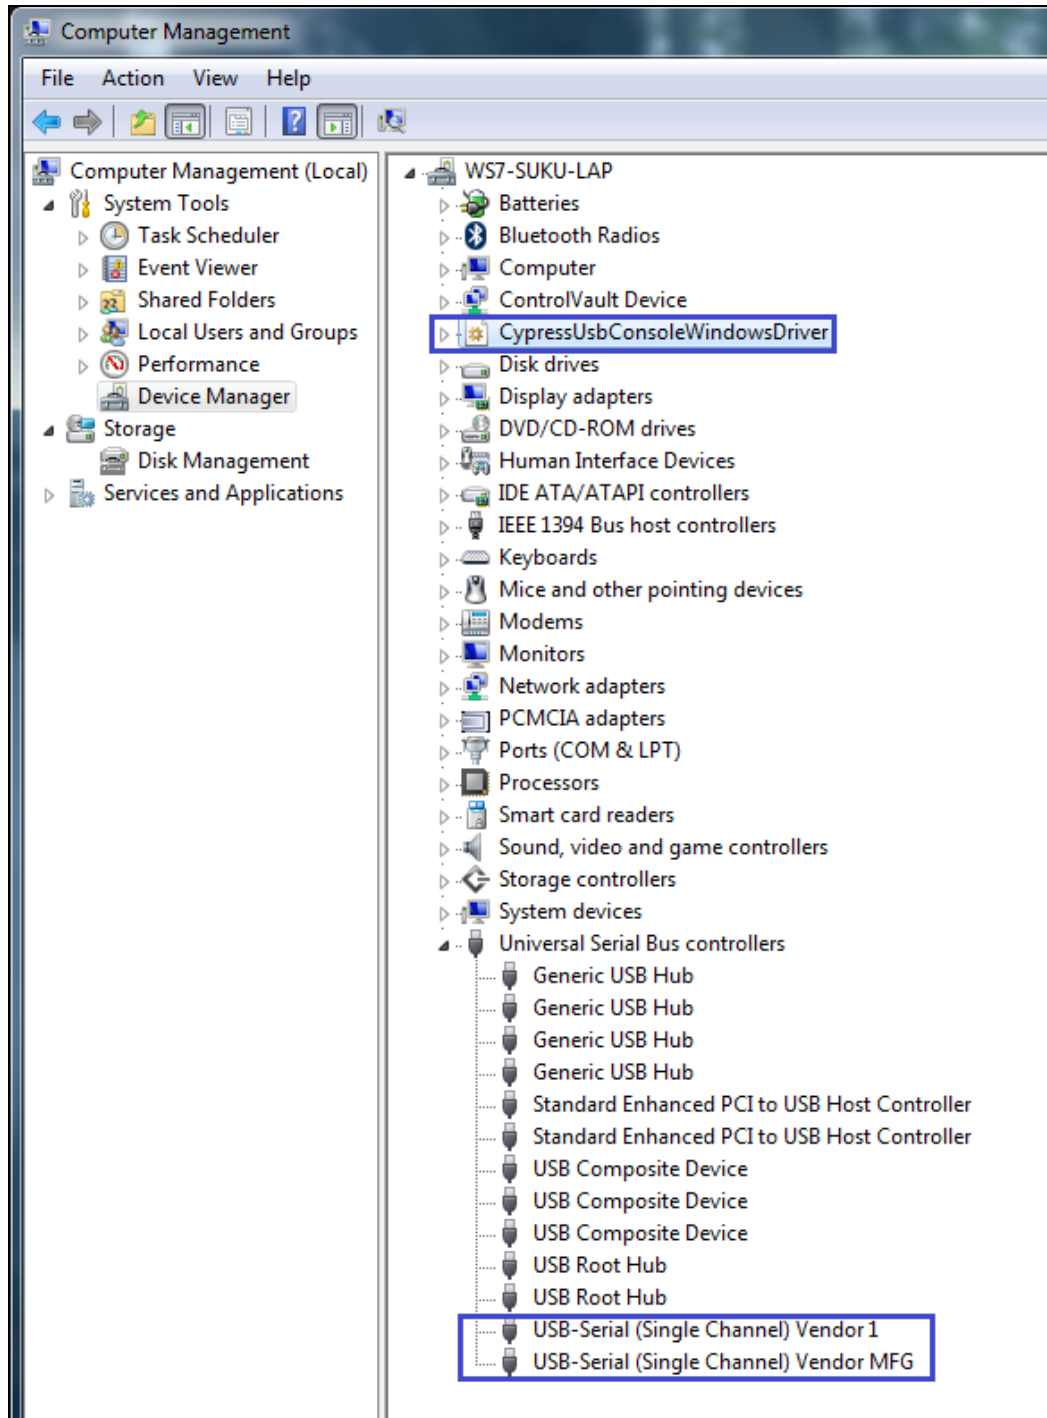 Computer Management
File Action View Help
Computer Management (Local)
System Tools
Task Scheduler
Event Viewer
Shared Folders
Local Users and Groups
Performance
Device Manager
Storage
Disk Management
Services and Applications
WS7-SUKU-LAP
Batteries
Bluetooth Radios
Computer
ControlVault Device
CypressUsbConsoleWindowsDriver
Disk drives
Display adapters
DVD/CD-ROM drives
Human Interface Devices
IDE ATA/ATAPI controllers
IEEE 1394 Bus host controllers
Keyboards
Mice and other pointing devices
Modems
Monitors
Network adapters
PCMCIA adapters
Ports (COM & LPT)
Processors
Smart card readers
Sound, video and game controllers
Storage controllers
System devices
Universal Serial Bus controllers
Generic USB Hub
Generic USB Hub
Generic USB Hub
Generic USB Hub
Standard Enhanced PCI to USB Host Controller
Standard Enhanced PCI to USB Host Controller
USB Composite Device
USB Composite Device
USB Composite Device
USB Root Hub
USB Root Hub
USB-Serial (Single Channel) Vendor 1
USB-Serial (Single Channel) Vendor MFG